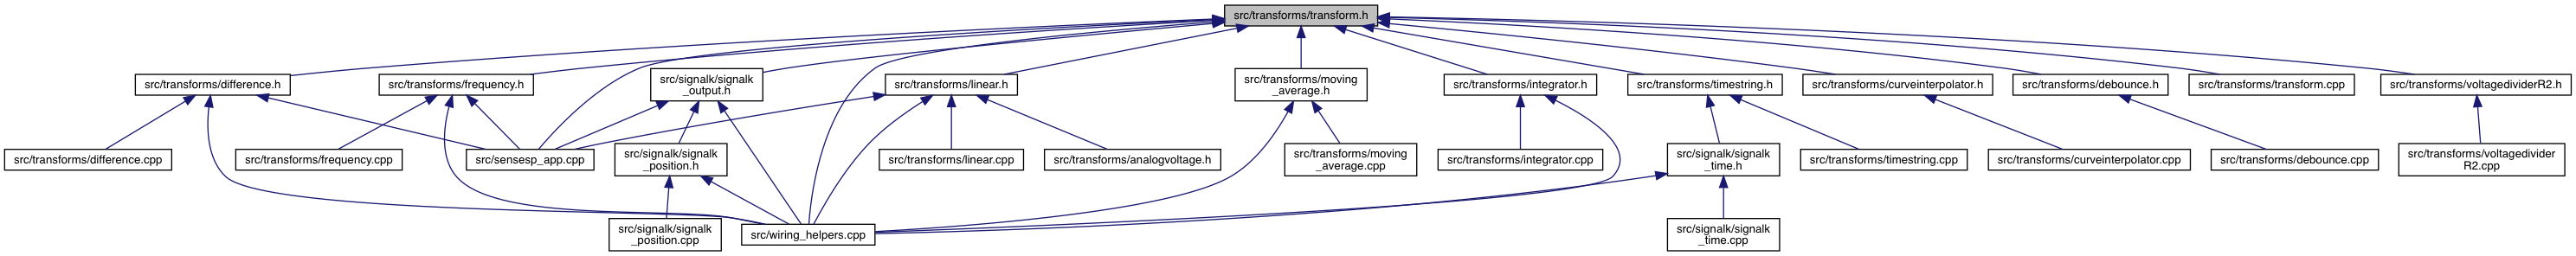 src/transforms/transform.h
src/transforms/difference.h
src/transforms/frequency.h
src/signalk/signalk
_output.h
src/transforms/linear.h
src/transforms/moving
_average.h
src/transforms/integrator.h
src/transforms/timestring.h
src/transforms/curveinterpolator.h
src/transforms/debounce.h
src/transforms/transform.cpp
src/transforms/voltagedividerR2.h
src/transforms/difference.cpp
src/transforms/frequency.cpp
src/sensesp_app.cpp
src/signalk/signalk
_position.h
src/transforms/linear.cpp
src/transforms/analogvoltage.h
src/transforms/moving
_average.cpp
src/transforms/integrator.cpp
src/signalk/signalk
_time.h
src/transforms/timestring.cpp
src/transforms/curveinterpolator.cpp
src/transforms/debounce.cpp
src/transforms/voltagedivider
R2.cpp
src/signalk/signalk
_position.cpp
src/wiring_helpers.cpp
src/signalk/signalk
_time.cpp